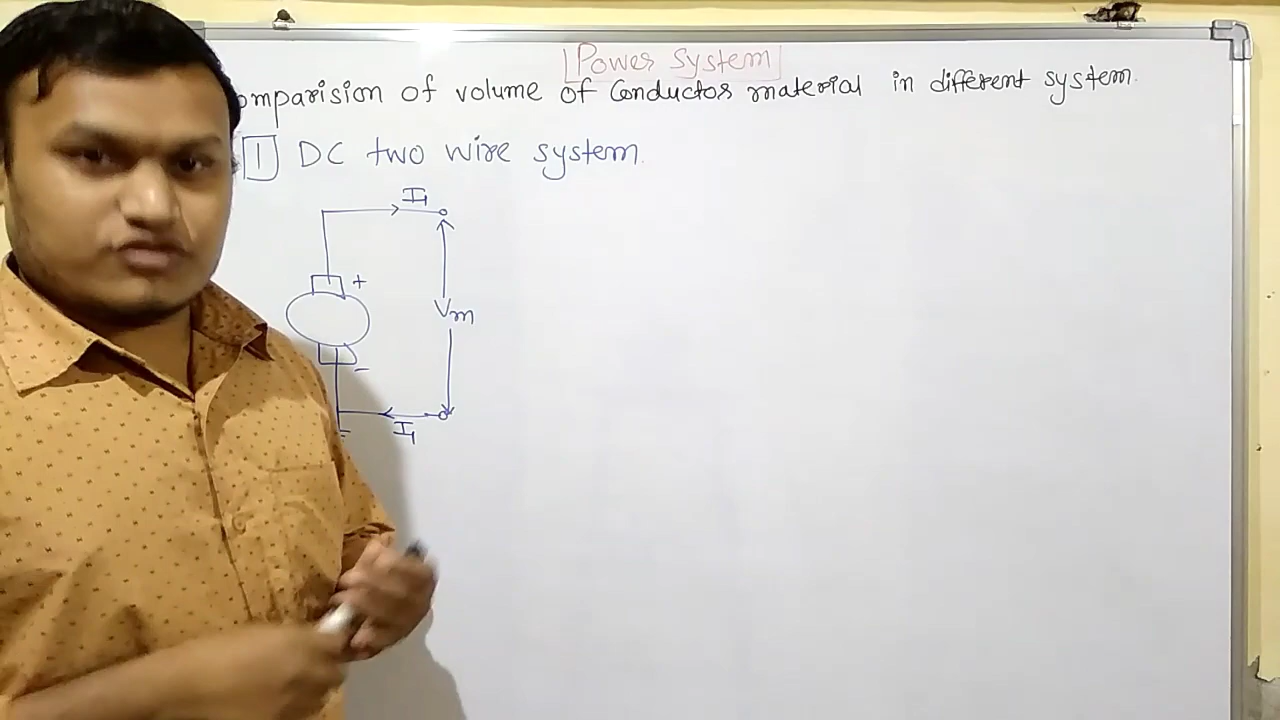 Power System
omparision of volume of Conductor material in different system.
1 DC two wire system.
I1
+
Vm
-
I1